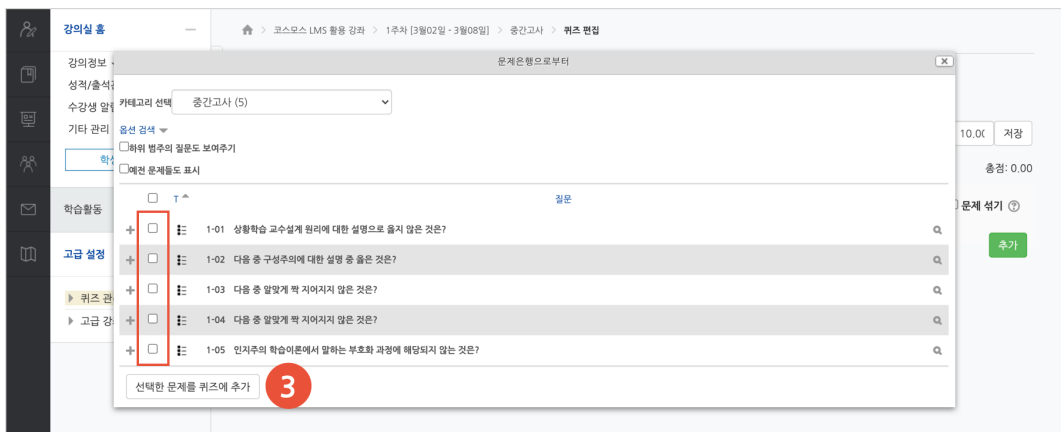 강의실 홈
코스모스 LMS 활용 강좌 > 1주차 [3월02일 - 3월08일] > 중간고사 > 퀴즈 편집
강의정보
문제은행으로부터
성적/출석
수강생 알
카테고리 선택 중간고사 (5)
기타 관리
옵션 검색
10.0
저장
하위 범주의 질문도 보여주기
예전 문제들도 표시
총점: 0.00
T 질문
학습활동
문제 섞기
1-01 상황학습 교수설계 원리에 대한 설명으로 옳지 않은 것은?
고급 설정
1-02 다음 중 구성주의에 대한 설명 중 옳은 것은?
추가
퀴즈 관
1-03 다음 중 알맞게 짝 지어지지 않은 것은?
고급 강
1-04 다음 중 알맞게 짝 지어지지 않은 것은?
1-05 인지주의 학습이론에서 말하는 부호화 과정에 해당되지 않는 것은?
선택한 문제를 퀴즈에 추가
3